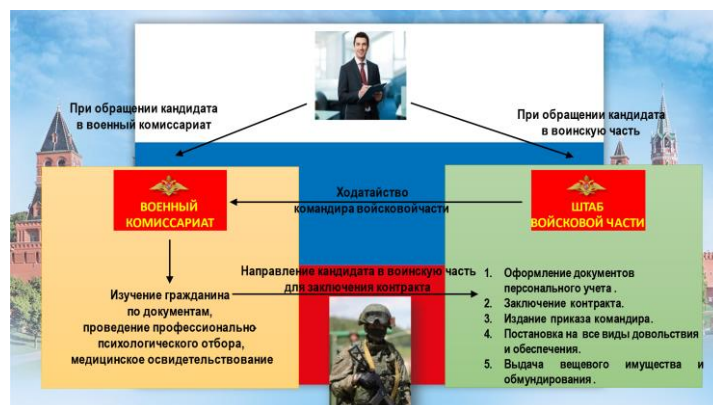 При обращении кандидата
в военный комиссариат
При обращении кандидата
в воинскую часть
ВОЕННЫЙ
КОМИССАРИАТ
Ходатайство
командира войсковойчасти
ШТАБ
ВОЙСКОВОЙ ЧАСТИ
Направление кандидата в воинскую часть
для заключения контракта
Изучение гражданина
по документам,
проведение профессионально-
психологического отбора,
медицинское освидетельствование
1. Оформление документов
персонального учета .
2. Заключение контракта.
3. Издание приказа командира.
4. Постановка на все виды довольствия
и обеспечения.
5. Выдача вещевого имущества и
обмундирования .